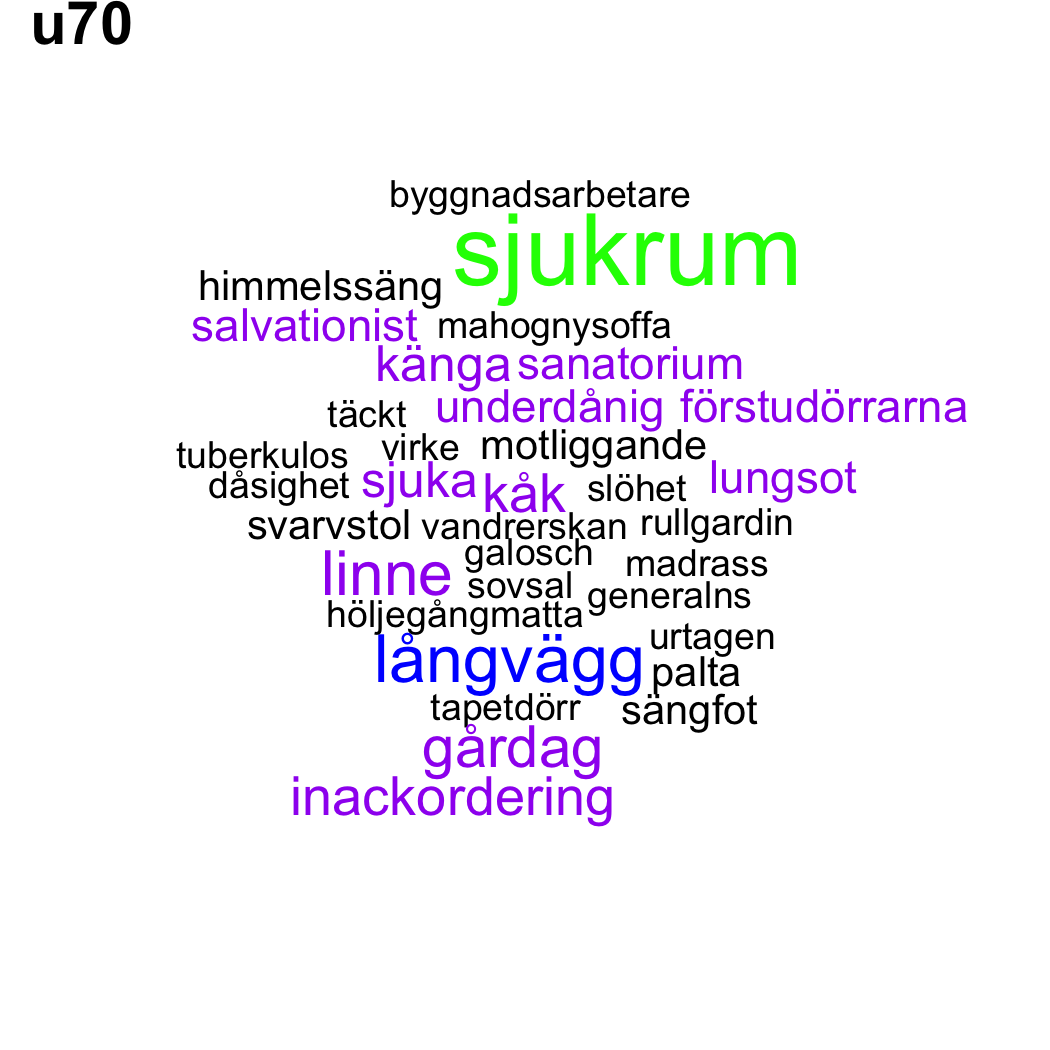 u70
byggnadsarbetare
sjukrum
himmelssäng
salvationist mahognysoffa
känga sanatorium
täckt underdånig förstudörrarna
tuberkulos virke motliggande
dåsighet sjuka kåk slöhet lungsot
svarvstol vandrerskan rullgardin
linne galosch madrass
sovsal generalns
höljegångmatta
långvägg urtagen
palta
tapetdörr sängfot
gårdag
inackordering